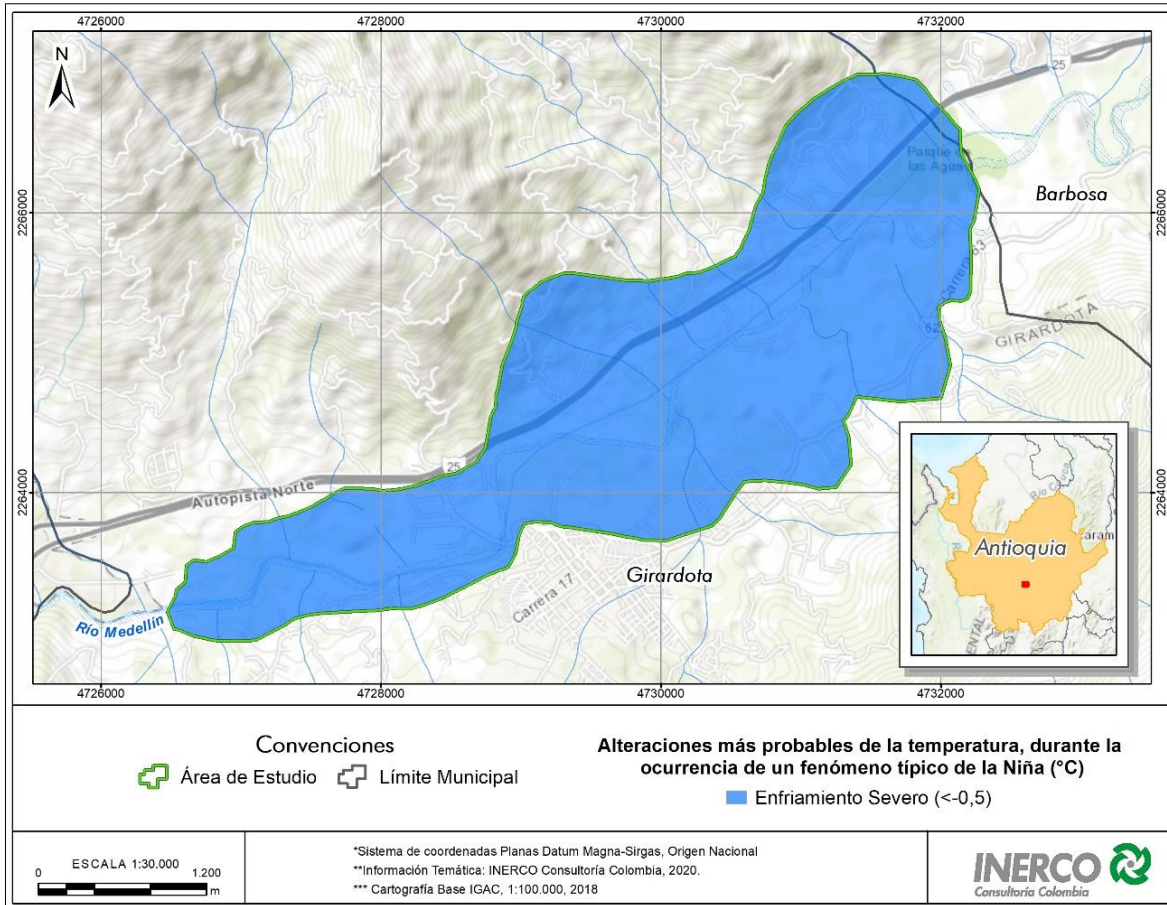 4726000 4728000 4730000 4732000
N
25
Parque de
las Aguas
Barbosa
2266000 2266000
Carrera 63
62
GIRARDOTA
25
Autopista Norte
2264000 2264000
Río Medellín
Carrera 17
Girardota
Antioquia
ENTAL
4726000 4728000 4730000 4732000
Convenciones
Área de Estudio Límite Municipal
Alteraciones más probables de la temperatura, durante la
ocurrencia de un fenómeno típico de la Niña (°C)
Enfriamiento Severo (<-0,5)
ESCALA 1:30.000
0 1.200
m
*Sistema de coordenadas Planas Datum Magna-Sirgas, Origen Nacional
**Información Temática: INERCO Consultoría Colombia, 2020.
*** Cartografía Base IGAC, 1:100.000, 2018
INERCO
Consultoría Colombia